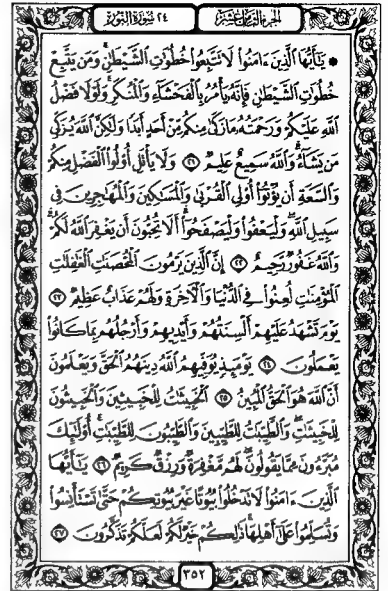 الجزء الثامن عشر ٢٤ سورة النور
۞ يَٰٓأَيُّهَا ٱلَّذِينَ ءَامَنُوا۟ لَا تَتَّبِعُوا۟ خُطُوَٰتِ ٱلشَّيْطَٰنِ ۚ وَمَن يَتَّبِعْ
خُطُوَٰتِ ٱلشَّيْطَٰنِ فَإِنَّهُۥ يَأْمُرُ بِٱلْفَحْشَآءِ وَٱلْمُنكَرِ ۚ وَلَوْلَا فَضْلُ
ٱللَّهِ عَلَيْكُمْ وَرَحْمَتُهُۥ مَا زَكَىٰ مِنكُم مِّنْ أَحَدٍ أَبَدًا وَلَٰكِنَّ ٱللَّهَ يُزَكِّى
مَن يَشَآءُ ۗ وَٱللَّهُ سَمِيعٌ عَلِيمٌ ﴿٢١﴾ وَلَا يَأْتَلِ أُو۟لُوا۟ ٱلْفَضْلِ مِنكُمْ
وَٱلسَّعَةِ أَن يُؤْتُوٓا۟ أُو۟لِى ٱلْقُرْبَىٰ وَٱلْمَسَٰكِينَ وَٱلْمُهَٰجِرِينَ فِى
سَبِيلِ ٱللَّهِ ۖ وَلْيَعْفُوا۟ وَلْيَصْفَحُوٓا۟ ۗ أَلَا تُحِبُّونَ أَن يَغْفِرَ ٱللَّهُ لَكُمْ ۗ
وَٱللَّهُ غَفُورٌ رَّحِيمٌ ﴿٢٢﴾ إِنَّ ٱلَّذِينَ يَرْمُونَ ٱلْمُحْصَنَٰتِ ٱلْغَٰفِلَٰتِ
ٱلْمُؤْمِنَٰتِ لُعِنُوا۟ فِى ٱلدُّنْيَا وَٱلْءَاخِرَةِ وَلَهُمْ عَذَابٌ عَظِيمٌ ﴿٢٣﴾
يَوْمَ تَشْهَدُ عَلَيْهِمْ أَلْسِنَتُهُمْ وَأَيْدِيهِمْ وَأَرْجُلُهُم بِمَا كَانُوا۟
يَعْمَلُونَ ﴿٢٤﴾ يَوْمَئِذٍ يُوَفِّيهِمُ ٱللَّهُ دِينَهُمُ ٱلْحَقَّ وَيَعْلَمُونَ
أَنَّ ٱللَّهَ هُوَ ٱلْحَقُّ ٱلْمُبِينُ ﴿٢٥﴾ ٱلْخَبِيثَٰتُ لِلْخَبِيثِينَ وَٱلْخَبِيثُونَ
لِلْخَبِيثَٰتِ ۖ وَٱلطَّيِّبَٰتُ لِلطَّيِّبِينَ وَٱلطَّيِّبُونَ لِلطَّيِّبَٰتِ ۚ أُو۟لَٰٓئِكَ
مُبَرَّءُونَ مِمَّا يَقُولُونَ ۖ لَهُم مَّغْفِرَةٌ وَرِزْقٌ كَرِيمٌ ﴿٢٦﴾ يَٰٓأَيُّهَا
ٱلَّذِينَ ءَامَنُوا۟ لَا تَدْخُلُوا۟ بُيُوتًا غَيْرَ بُيُوتِكُمْ حَتَّىٰ تَسْتَأْنِسُوا۟
وَتُسَلِّمُوا۟ عَلَىٰٓ أَهْلِهَا ۚ ذَٰلِكُمْ خَيْرٌ لَّكُمْ لَعَلَّكُمْ تَذَكَّرُونَ ﴿٢٧﴾
٣٥٢